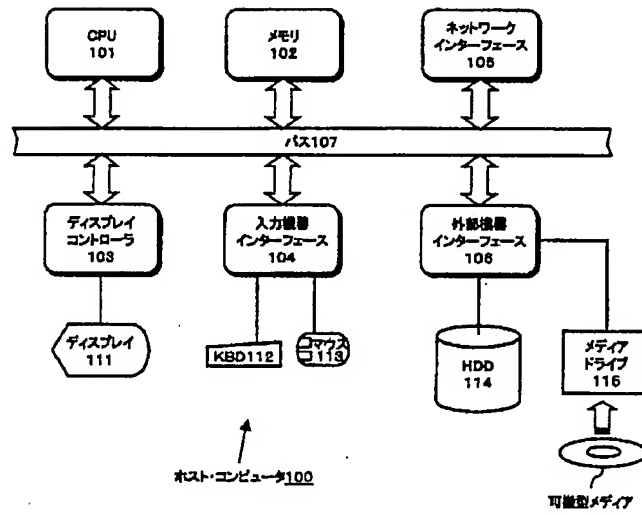 CPU
101
メモリ
102
ネットワーク
インターフェース
105
バス107
ディスプレイ
コントローラ
103
入力機器
インターフェース
104
外部機器
インターフェース
106
ディスプレイ
111
KBD112
マウス
113
HDD
114
メディア
ドライブ
115
ホスト・コンピュータ100
可搬型メディア